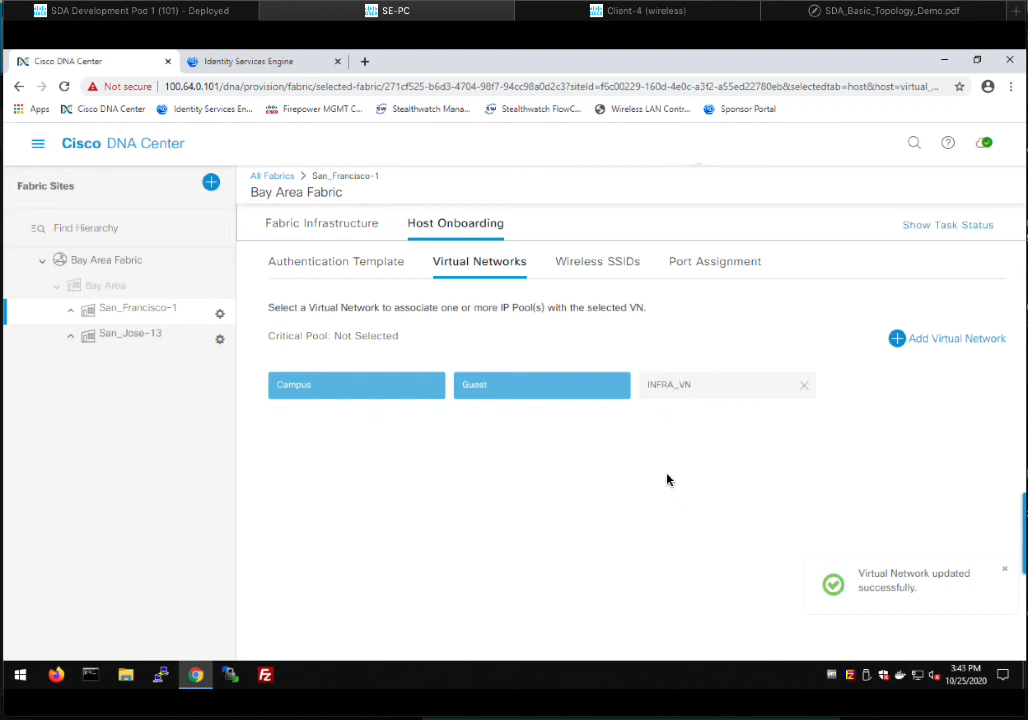 SDA Development Pod 1 (101) - Deployed
SE-PC
Client-4 (wireless)
SDA_Basic_Topology_Demo.pdf
Cisco DNA Center
Identity Services Engine
Not secure
100.64.0.101/dna/provision/fabric/selected-fabric/271cf525-b6d3-4704-98f7-94cc98a0d2c3?siteId=f6c00229-160d-4e0c-a3f2-a55ed22780eb&selectedtab=host&host=virtual_...
Apps
Cisco DNA Center
Identity Services En...
Firepower MGMT C...
Stealthwatch Mana...
Stealthwatch FlowC...
Wireless LAN Contr...
Sponsor Portal
Cisco DNA Center
Fabric Sites
All Fabrics > San_Francisco-1
Bay Area Fabric
Fabric Infrastructure
Host Onboarding
Show Task Status
Find Hierarchy
Bay Area Fabric
Bay Area
San_Francisco-1
San_Jose-13
Authentication Template
Virtual Networks
Wireless SSIDs
Port Assignment
Select a Virtual Network to associate one or more IP Pool(s) with the selected VN.
Critical Pool: Not Selected
Add Virtual Network
Campus
Guest
INFRA_VN
Virtual Network updated
successfully.
3:43 PM
10/25/2020